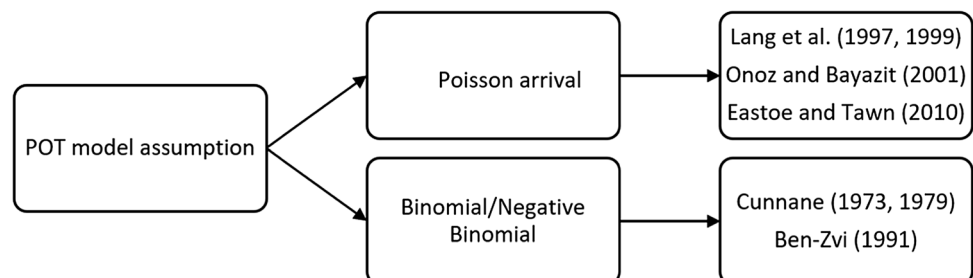 POT model assumption
Poisson arrival
Lang et al. (1997, 1999)
Onoz and Bayazit (2001)
Eastoe and Tawn (2010)
Binomial/Negative
Binomial
Cunnane (1973, 1979)
Ben-Zvi (1991)